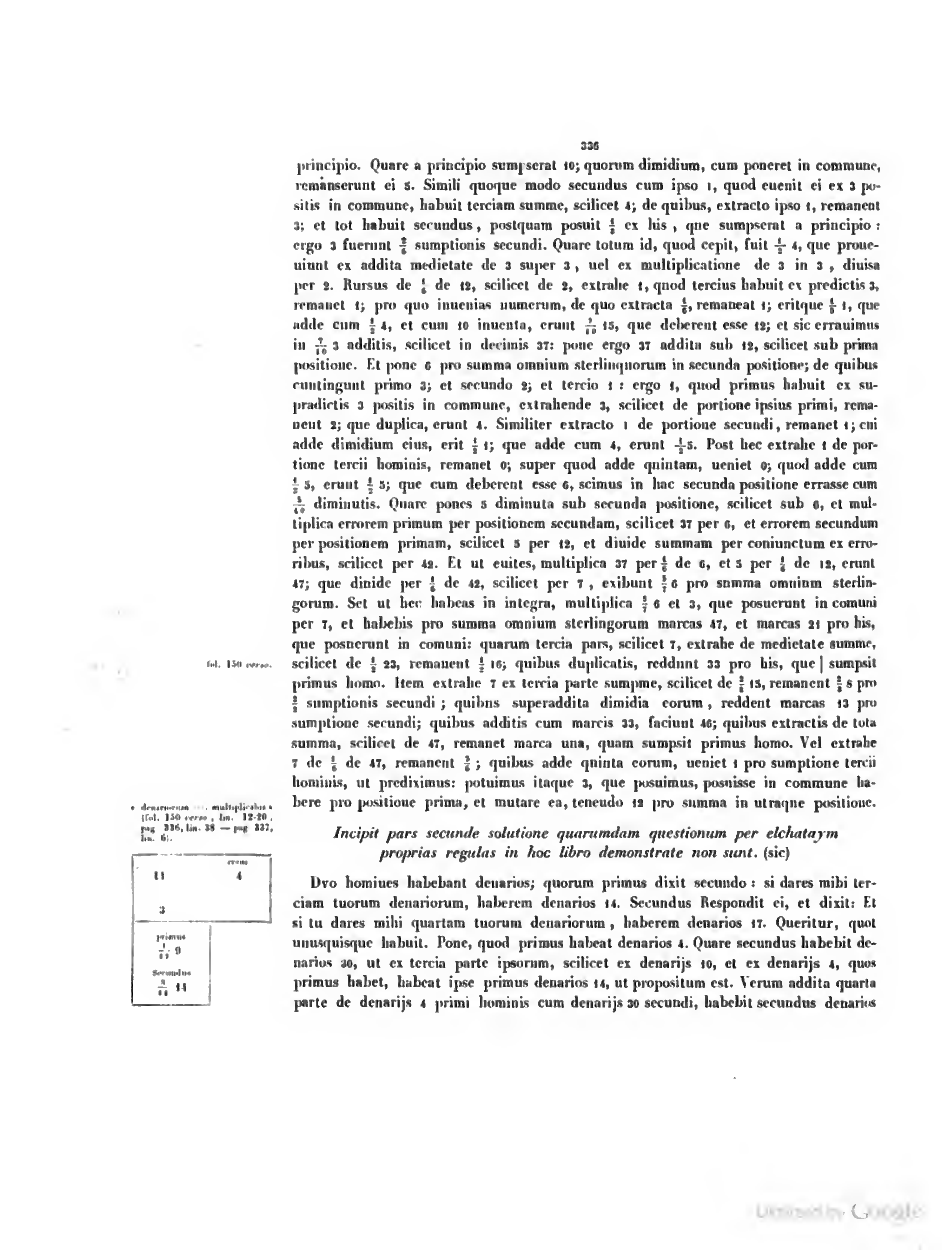 336
principio. Quare a principio sumpserat 10; quorum dimidium, cum poneret in commune,
remanserunt ei 5. Simili quoque modo secundus cum ipso 1, quod euenit ei ex 3 po-
sitis in commune, habuit terciam summe, scilicet 4; de quibus, extracto ipso 1, remanent
3; et tot habuit secundus, postquam posuit 1/3 ex his, que sumpserat a principio :
ergo 3 fuerunt sumptionis secundi. Quare totum id, quod cepit, fuit 1/2 4, que proue-
uiunt ex addita medietate de 3 super 3, uel ex multiplicatione de 3 in 3, diuisa
per 2. Rursus de 1/6 de 12, scilicet de 2, extrahe 1, quod tercius habuit ex predictis 3,
remanet 1; pro quo inuenias numerum, de quo extracta 1/6, remaneat 1; eritque 1/5 1, que
adde cum 1/2 4, et cum 10 inuenta, erunt 7/10 15, que deberent esse 12; et sic errauimus
in 7/10 3 additis, scilicet in decimis 37: pone ergo 37 addita sub 12, scilicet sub prima
positione. Et pone 6 pro summa omnium sterlinquorum in secunda positione; de quibus
contingunt primo 3; et secundo 2; et tercio 1 : ergo 1, quod primus habuit ex su-
pradictis 3 positis in commune, extrahende 3, scilicet de portione ipsius primi, rema-
nent 2; que duplica, erunt 4. Similiter extracto 1 de portione secundi, remanet 1; cui
adde dimidium eius, erit 1/2 1; que adde cum 4, erunt 1/2 5. Post hec extrahe 1 de por-
tione tercii hominis, remanet 0; super quod adde quintam, ueniet 0; quod adde cum
1/2 5, erunt 1/2 5; que cum deberent esse 6, scimus in hac secunda positione errasse cum
5/10 diminutis. Quare pones 5 diminuta sub secunda positione, scilicet sub 6, et mul-
tiplica errorem primum per positionem secundam, scilicet 37 per 6, et errorem secundum
per positionem primam, scilicet 5 per 12, et diuide summam per coniunctum ex erro-
ribus, scilicet per 42. Et ut euites, multiplica 37 per 1/6 de 6, et 5 per 1/6 de 12, erunt
47; que diuide per 1/6 de 42, scilicet per 7, exibunt 5/7 6 pro summa omnium sterlin-
gorum. Set ut hec habeas in integra, multiplica 5/7 6 et 3, que posuerunt in comuni
per 7, et habebis pro summa omnium sterlingorum marcas 47, et marcas 21 pro his,
que posuerunt in comuni: quarum tercia pars, scilicet 7, extrahe de medietate summe,
fol. 150 verso.
scilicet de 1/2 23, remanent 1/2 16; quibus duplicatis, reddunt 33 pro his, que | sumpsit
primus homo. Item extrahe 7 ex tercia parte sumpme, scilicet de 2/3 15, remanent 2/3 8 pro
2/3 sumptionis secundi ; quibus superaddita dimidia eorum, reddent marcas 13 pro
sumptione secundi; quibus additis cum marcis 33, faciunt 46; quibus extractis de tota
summa, scilicet de 47, remanet marca una, quam sumpsit primus homo. Vel extrahe
7 de 1/6 de 47, remanent 5/6 ; quibus adde quinta eorum, ueniet 1 pro sumptione tercii
hominis, ut prediximus: potuimus itaque 3, que posuimus, posuisse in commune ha-
bere pro positione prima, et mutare ea, tenendo 12 pro summa in utraque positione.
Incipit pars secunde solutione quarumdam questionum per elchataym
proprias regulas in hoc libro demonstrate non sunt. (sic)
« denariorum ... multiplicabis »
(fol. 150 verso, lin. 12-20,
pag. 336, lin. 38 — pag. 337,
lin. 6).
11 4
3
primus
9
Secundus
11
Dvo homines habebant denarios; quorum primus dixit secundo : si dares mihi ter-
ciam tuorum denariorum, haberem denarios 14. Secundus Respondit ei, et dixit: Et
si tu dares mihi quartam tuorum denariorum, haberem denarios 17. Queritur, quot
unusquisque habuit. Pone, quod primus habeat denarios 4. Quare secundus habebit de-
narios 30, ut ex tercia parte ipsorum, scilicet ex denarijs 10, et ex denarijs 4, quos
primus habet, habeat ipse primus denarios 14, ut propositum est. Verum addita quarta
parte de denarijs 4 primi hominis cum denarijs 30 secundi, habebit secundus denarios
Digitized by Google